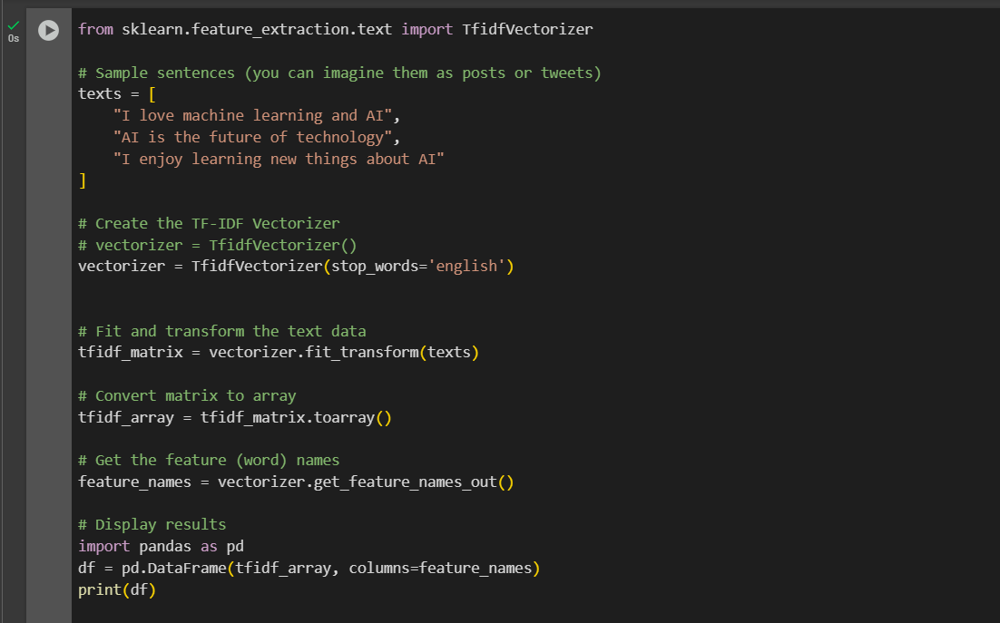 0s
from sklearn.feature_extraction.text import TfidfVectorizer
# Sample sentences (you can imagine them as posts or tweets)
texts = [
    "I love machine learning and AI",
    "AI is the future of technology",
    "I enjoy learning new things about AI"
]
# Create the TF-IDF Vectorizer
# vectorizer = TfidfVectorizer()
vectorizer = TfidfVectorizer(stop_words='english')
# Fit and transform the text data
tfidf_matrix = vectorizer.fit_transform(texts)
# Convert matrix to array
tfidf_array = tfidf_matrix.toarray()
# Get the feature (word) names
feature_names = vectorizer.get_feature_names_out()
# Display results
import pandas as pd
df = pd.DataFrame(tfidf_array, columns=feature_names)
print(df)